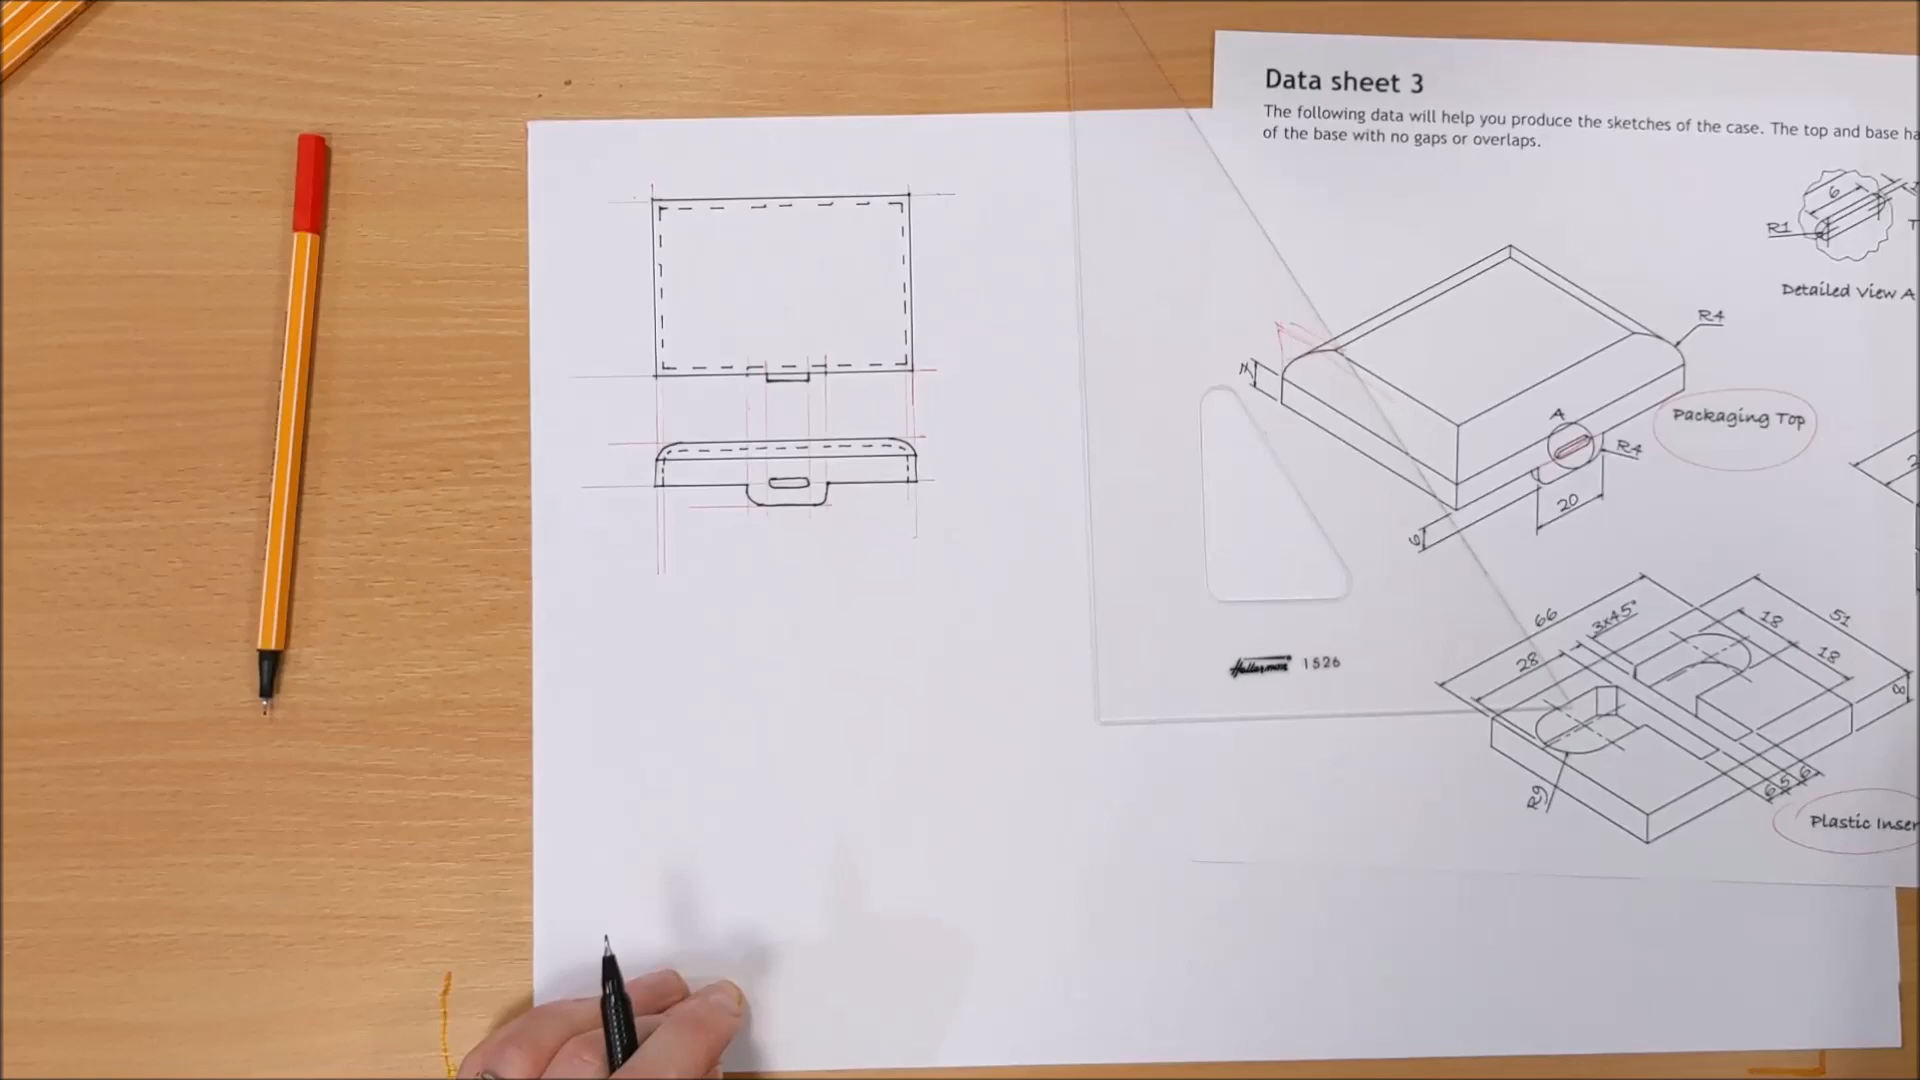 Data sheet 3
The following data will help you produce the sketches of the case. The top and base ha
of the base with no gaps or overlaps.
6
R1
Detailed View A
R4
7
Packaging Top
A
R4
20
6
66
3x45°
51
18
28
18
8
Hellerman 1526
R9
6 5 6
Plastic Inser